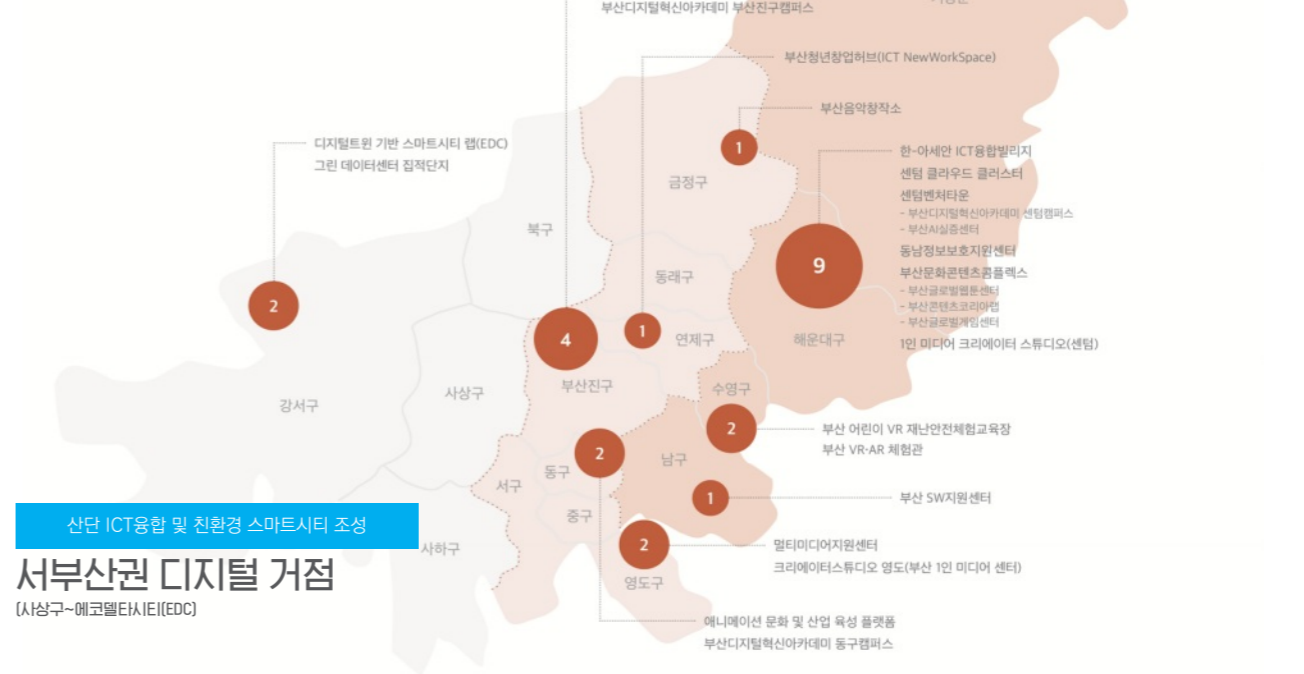 부산디지털혁신아카데미 부산진구캠퍼스
부산청년창업허브(ICT NewWorkSpace)
부산음악창작소
1
디지털트윈 기반 스마트시티 랩(EDC)
그린 데이터센터 집적단지
한-아세안 ICT융합빌리지
센텀 클라우드 클러스터
센텀벤처타운
- 부산디지털혁신아카데미 센텀캠퍼스
- 부산AI실증센터
동남정보보호지원센터
부산문화콘텐츠콤플렉스
- 부산글로벌웹툰센터
- 부산콘텐츠코리아랩
- 부산글로벌게임센터
1인 미디어 크리에이터 스튜디오(센텀)
금정구
북구
동래구
9
2
4
1
연제구
해운대구
부산진구
수영구
사상구
강서구
2
부산 어린이 VR 재난안전체험교육장
부산 VR-AR 체험관
2
남구
동구
서구
1
부산 SW지원센터
중구
산단 ICT융합 및 친환경 스마트시티 조성
사하구
2
멀티미디어지원센터
크리에이터스튜디오 영도(부산 1인 미디어 센터)
영도구
서부산권 디지털 거점
(사상구~에코델타시티(EDC)
애니메이션 문화 및 산업 육성 플랫폼
부산디지털혁신아카데미 동구캠퍼스